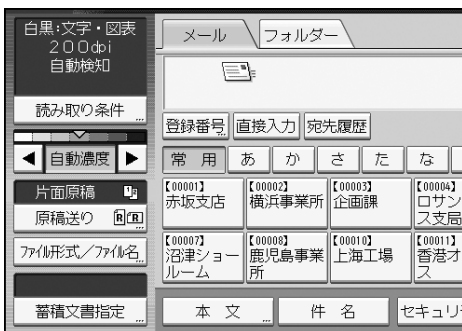 白黒:文字・図表
200dpi
自動検知
読み取り条件
自動濃度
片面原稿
原稿送り
ファイル形式/ファイル名
蓄積文書指定
メール
フォルダー
登録番号
直接入力
宛先履歴
常用
あ
か
さ
た
な
【00001】
赤坂支店
【00002】
横浜事業所
【00003】
企画課
【00004】
ロサン
ス支局
【00007】
沼津ショー
ルーム
【00008】
鹿児島事業
所
【00010】
上海工場
【00011】
香港オ
ス
本文
件名
セキュリ